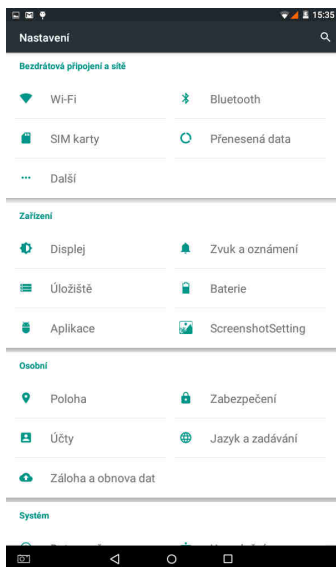 15:35
Nastavení
Bezdrátová připojení a sítě
Wi-Fi
Bluetooth
SIM karty
Přenesená data
Další
Zařízení
Displej
Zvuk a oznámení
Úložiště
Baterie
Aplikace
ScreenshotSetting
Osobní
Poloha
Zabezpečení
Účty
Jazyk a zadávání
Záloha a obnova dat
Systém